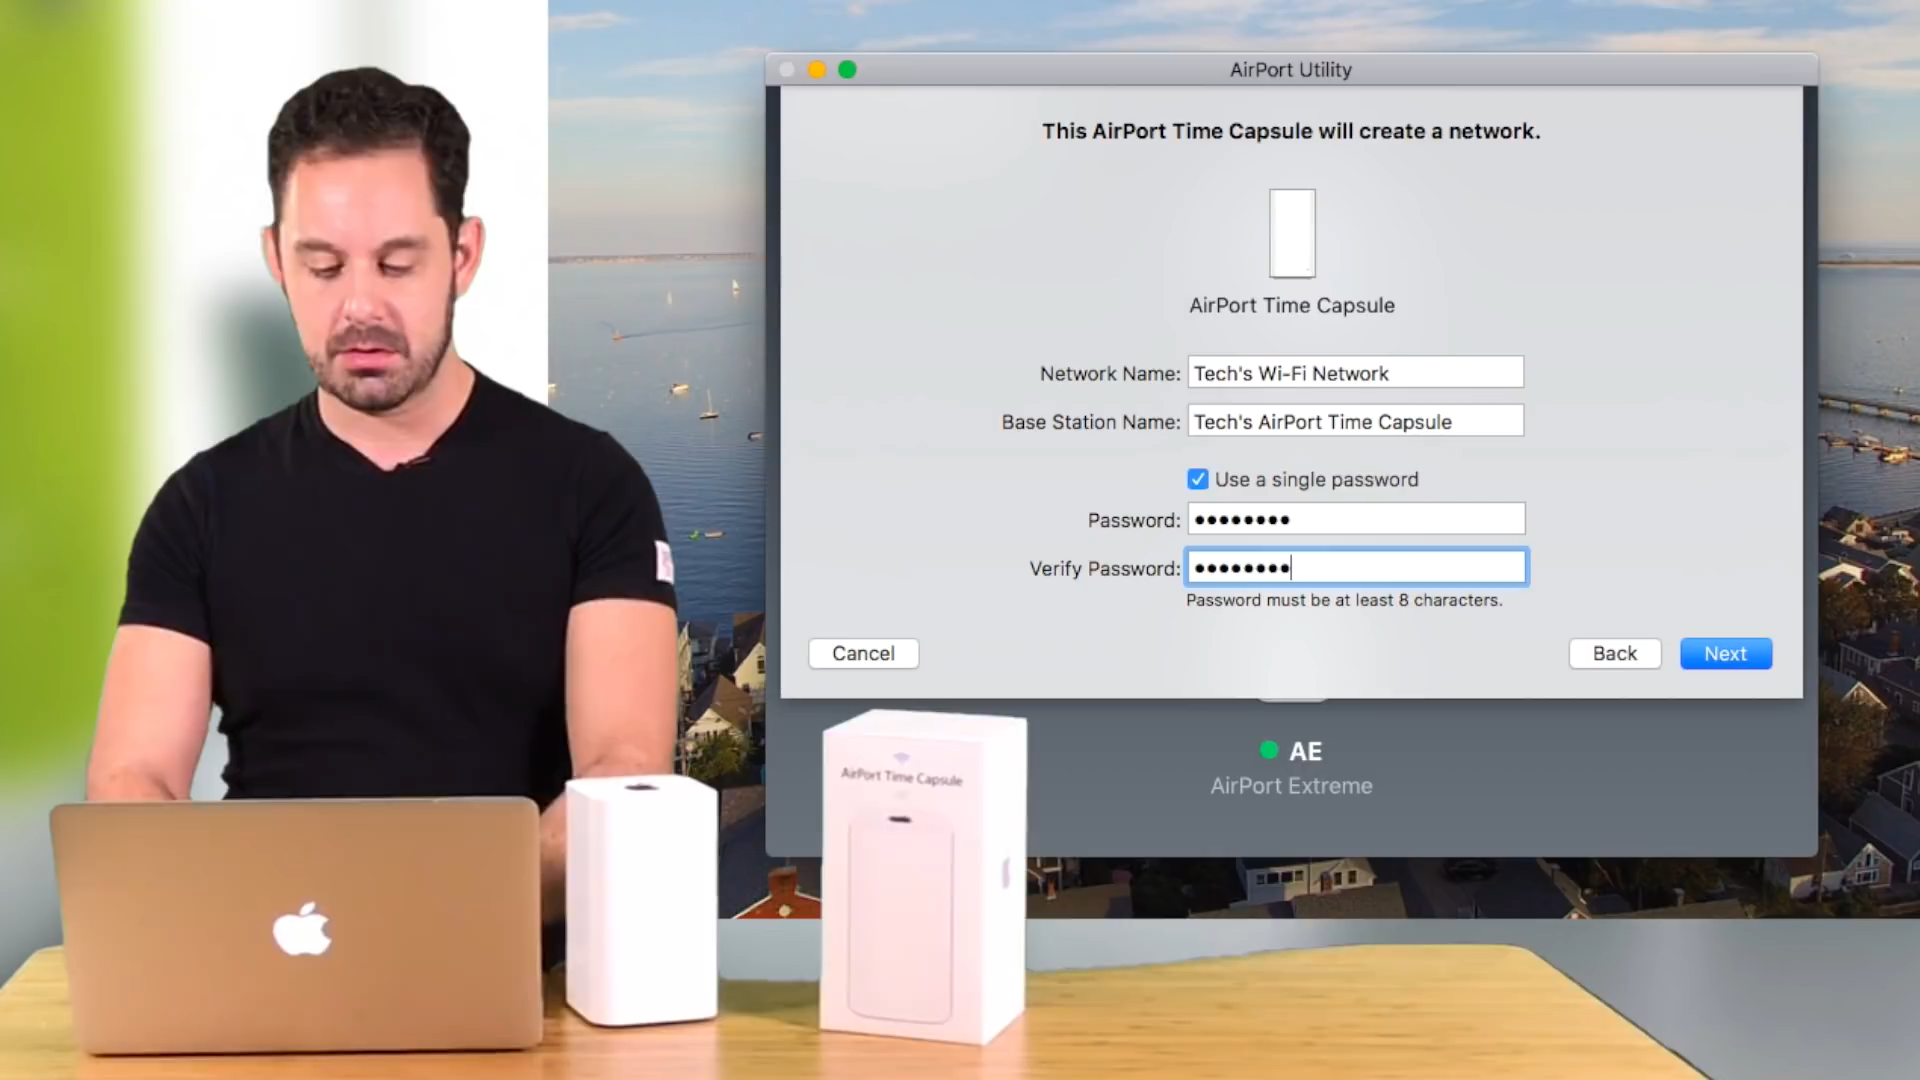 AirPort Utility
This AirPort Time Capsule will create a network.
AirPort Time Capsule
Network Name: Tech's Wi-Fi Network
Base Station Name: Tech's AirPort Time Capsule
Use a single password
Password: ••••••••
Verify Password: ••••••••
Password must be at least 8 characters.
Cancel
Back
Next
AE
AirPort Extreme
AirPort Time Capsule